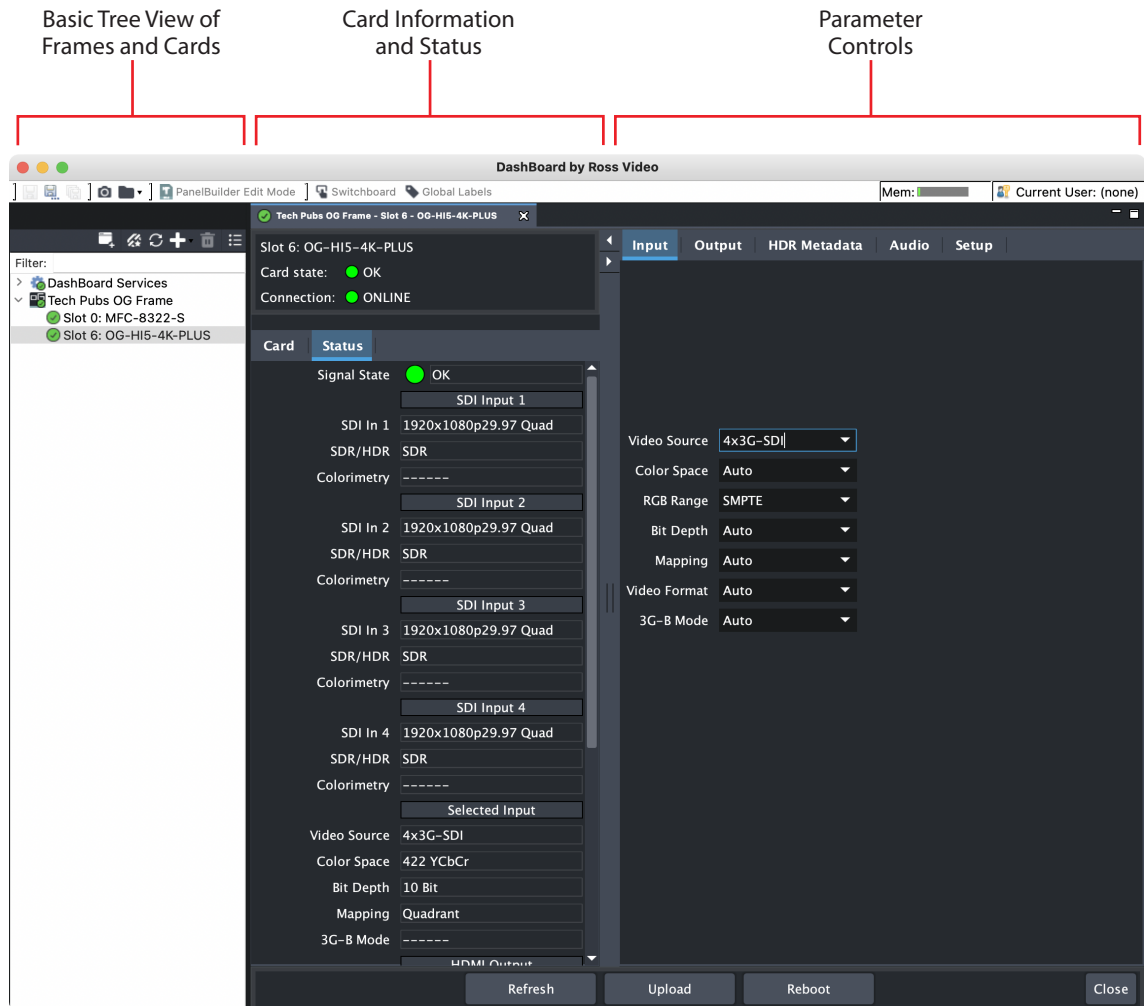 Basic Tree View of
Frames and Cards
Card Information
and Status
Parameter
Controls
DashBoard by Ross Video
PanelBuilder Edit Mode
Switchboard
Global Labels
Mem:
Current User: (none)
Tech Pubs OG Frame - Slot 6 - OG-HI5-4K-PLUS
Filter:
DashBoard Services
Tech Pubs OG Frame
Slot 0: MFC-8322-S
Slot 6: OG-HI5-4K-PLUS
Slot 6: OG-HI5-4K-PLUS
Card state: OK
Connection: ONLINE
Card Status
Signal State OK
SDI Input 1
SDI In 1 1920x1080p29.97 Quad
SDR/HDR SDR
Colorimetry ------
SDI Input 2
SDI In 2 1920x1080p29.97 Quad
SDR/HDR SDR
Colorimetry ------
SDI Input 3
SDI In 3 1920x1080p29.97 Quad
SDR/HDR SDR
Colorimetry ------
SDI Input 4
SDI In 4 1920x1080p29.97 Quad
SDR/HDR SDR
Colorimetry ------
Selected Input
Video Source 4x3G-SDI
Color Space 422 YCbCr
Bit Depth 10 Bit
Mapping Quadrant
3G-B Mode ------
HDMI Output
Input Output HDR Metadata Audio Setup
Video Source 4x3G-SDI
Color Space Auto
RGB Range SMPTE
Bit Depth Auto
Mapping Auto
Video Format Auto
3G-B Mode Auto
Refresh Upload Reboot Close